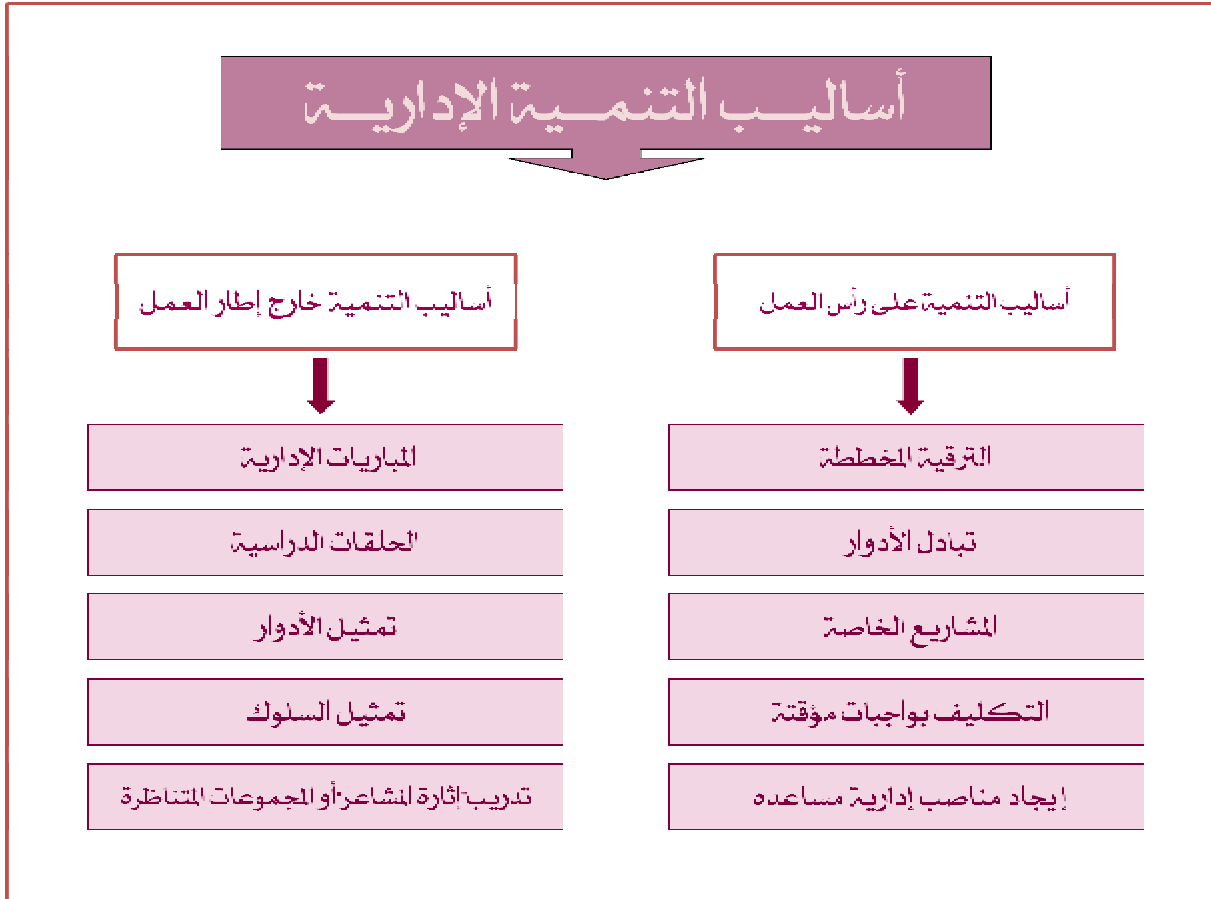 أساليب التنمية الإدارية
أساليب التنمية على رأس العمل
الترقية المخططة
تبادل الأدوار
المشاريع الخاصة
التكليف بواجبات مؤقتة
إيجاد مناصب إدارية مساعده
أساليب التنمية خارج إطار العمل
المباريات الإدارية
الحلقات الدراسية
تمثيل الأدوار
تمثيل السلوك
تدريب إثارة المشاعر أو المجموعات المتناظرة